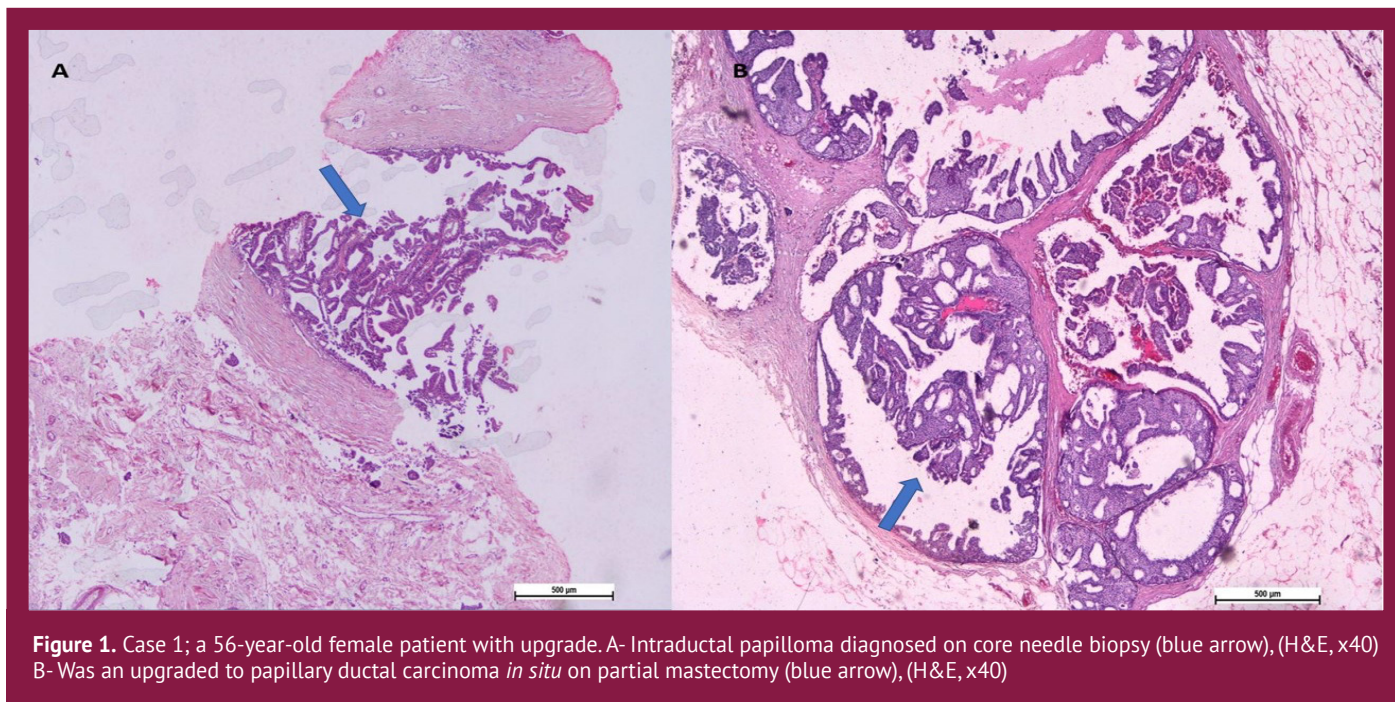 A
B
500 µm
500 µm
Figure 1. Case 1; a 56-year-old female patient with upgrade. A- Intraductal papilloma diagnosed on core needle biopsy (blue arrow), (H&E, x40)
B- Was an upgraded to papillary ductal carcinoma in situ on partial mastectomy (blue arrow), (H&E, x40)